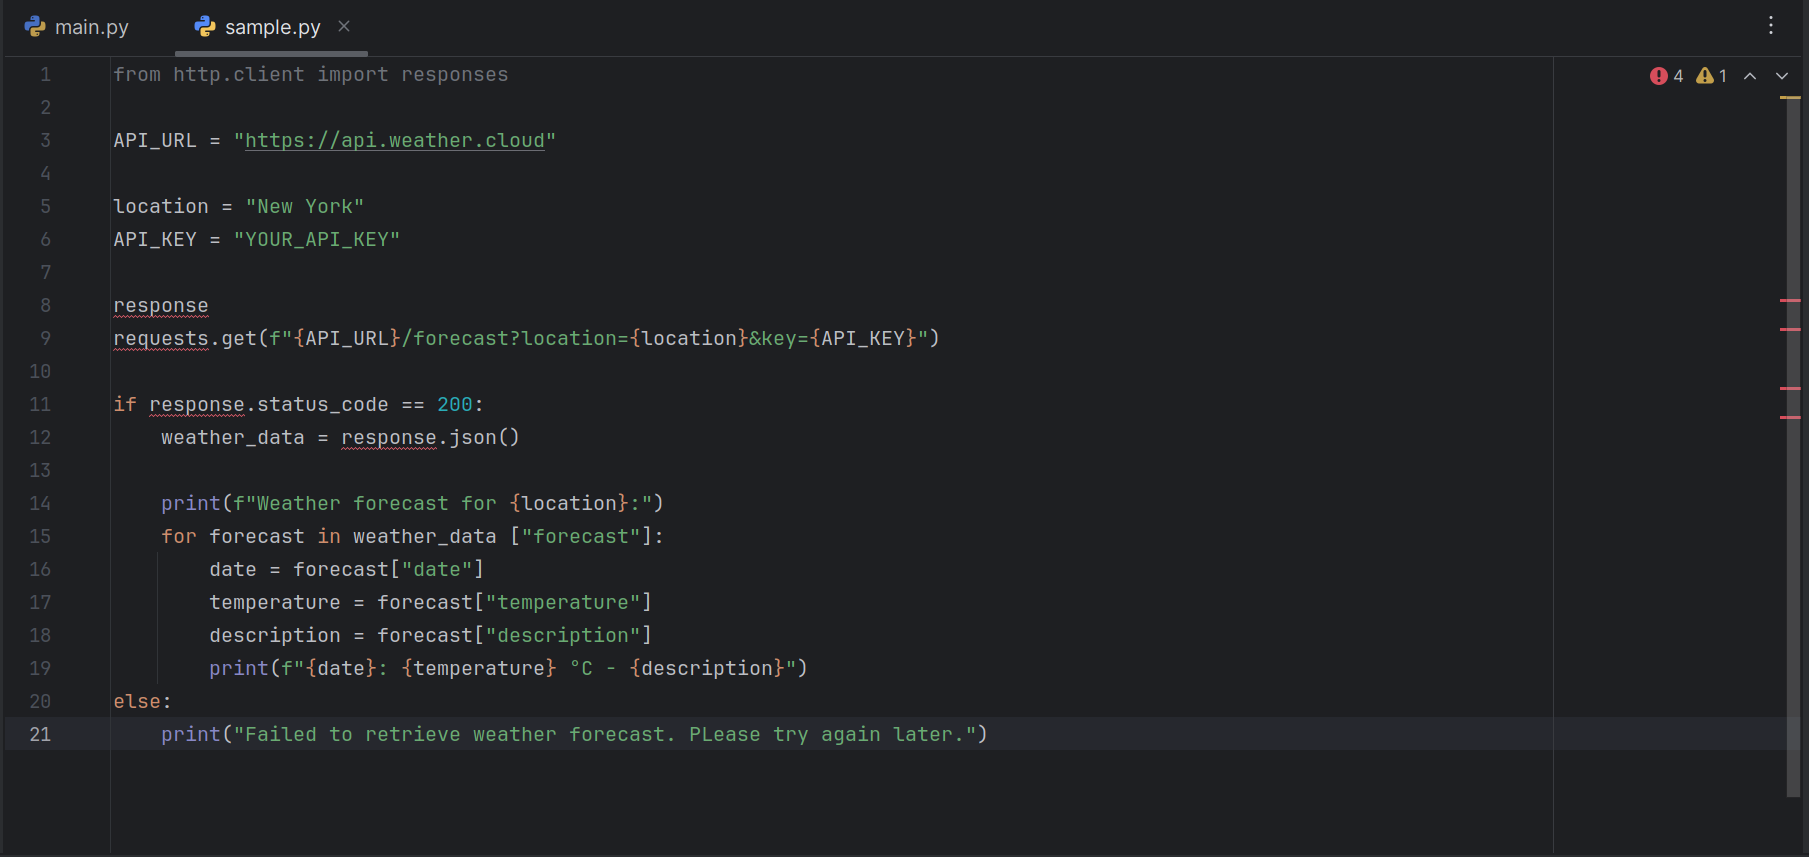 main.py sample.py
4 1
1 from http.client import responses
2
3 API_URL = "https://api.weather.cloud"
4
5 location = "New York"
6 API_KEY = "YOUR_API_KEY"
7
8 response
9 requests.get(f"{API_URL}/forecast?location={location}&key={API_KEY}")
10
11 if response.status_code == 200:
12     weather_data = response.json()
13
14     print(f"Weather forecast for {location}:")
15     for forecast in weather_data ["forecast"]:
16         date = forecast["date"]
17         temperature = forecast["temperature"]
18         description = forecast["description"]
19         print(f"{date}: {temperature} °C - {description}")
20 else:
21     print("Failed to retrieve weather forecast. PLease try again later.")